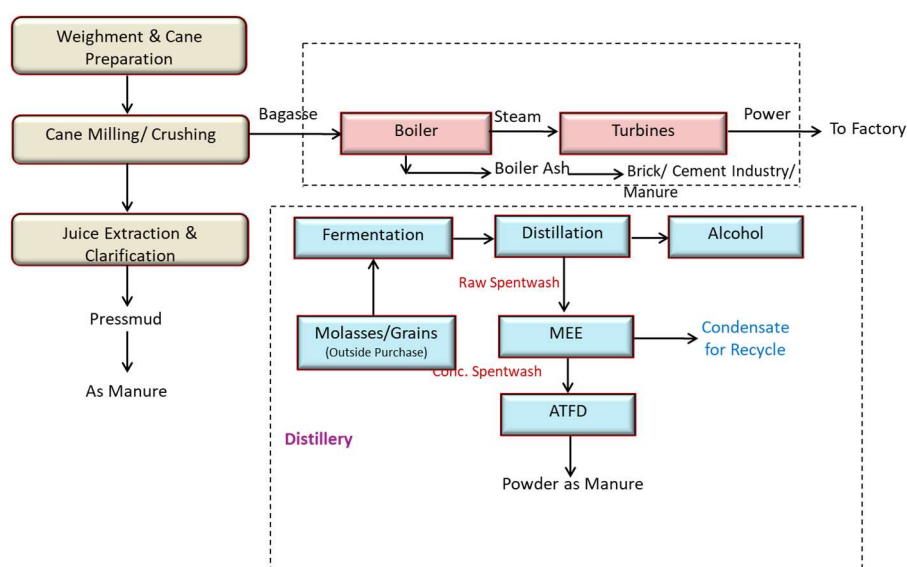 Weighment & Cane
Preparation
Cane Milling/ Crushing
Bagasse
Boiler
Steam
Turbines
Power
To Factory
Boiler Ash
Brick/ Cement Industry/
Manure
Juice Extraction &
Clarification
Pressmud
As Manure
Fermentation
Distillation
Alcohol
Raw Spentwash
Molasses/Grains
(Outside Purchase)
MEE
Condensate
for Recycle
Conc. Spentwash
ATFD
Distillery
Powder as Manure